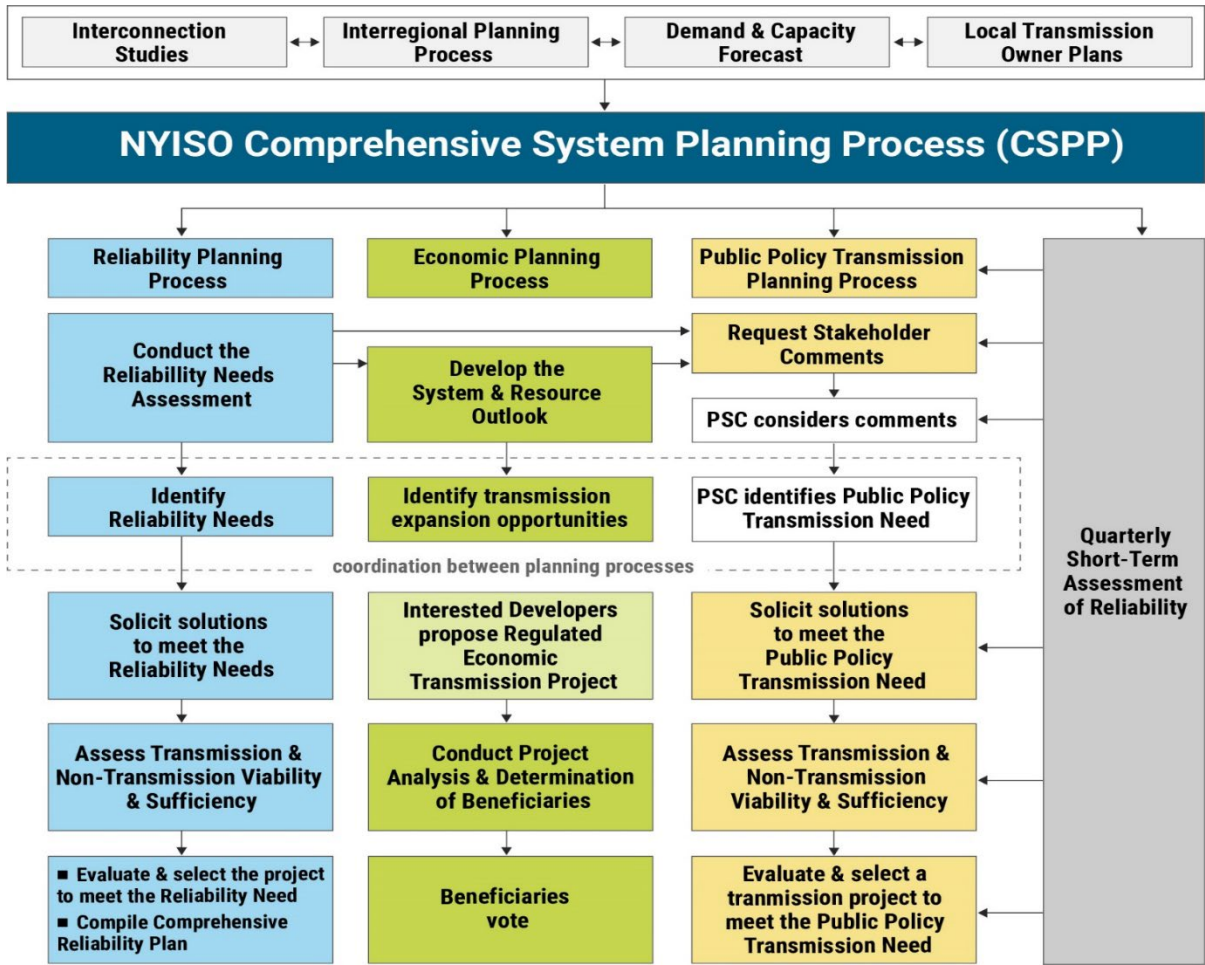 Interconnection
Studies
Interregional Planning
Process
Demand & Capacity
Forecast
Local Transmission
Owner Plans
NYISO Comprehensive System Planning Process (CSPP)
Reliability Planning
Process
Economic Planning
Process
Public Policy Transmission
Planning Process
Conduct the
Reliabillity Needs
Assessment
Develop the
System & Resource
Outlook
Request Stakeholder
Comments
PSC considers comments
Identify
Reliability Needs
Identify transmission
expansion opportunities
PSC identifies Public Policy
Transmission Need
coordination between planning processes
Quarterly
Short-Term
Assessment
of Reliability
Solicit solutions
to meet the
Reliability Needs
Interested Developers
propose Regulated
Economic
Transmission Project
Solicit solutions
to meet the
Public Policy
Transmission Need
Assess Transmission &
Non-Transmission Viability
& Sufficiency
Conduct Project
Analysis & Determination
of Beneficiaries
Assess Transmission &
Non-Transmission
Viability & Sufficiency
■ Evaluate & select the project
to meet the Reliability Need
■ Compile Comprehensive
Reliability Plan
Beneficiaries
vote
Evaluate & select a
tranmission project to
meet the Public Policy
Transmission Need